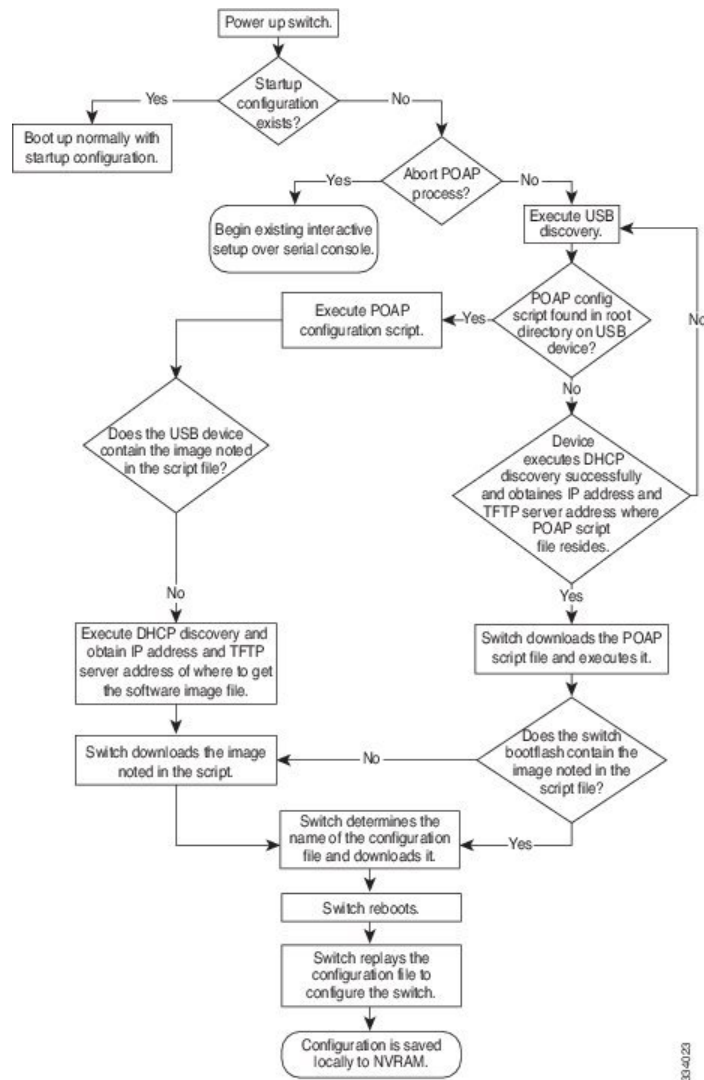 Power up switch.
Startup
configuration
exists?
Yes
No
Boot up normally with
startup configuration.
Abort POAP
process?
Yes
No
Begin existing interactive
setup over serial console.
Execute USB
discovery.
POAP config
script found in root
directory on USB
device?
Yes
No
No
Execute POAP
configuration script.
Does the USB device
contain the image noted
in the script file?
Device
executes DHCP
discovery successfully
and obtaines IP address and
TFTP server address where
POAP script
file resides.
No
Yes
Execute DHCP discovery and
obtain IP address and TFTP
server address of where to get
the software image file.
Switch downloads the POAP
script file and executes it.
Switch downloads the image
noted in the script.
No
Does the switch
bootflash contain the
image noted in the
script file?
Yes
Switch determines the
name of the configuration
file and downloads it.
Switch reboots.
Switch replays the
configuration file to
configure the switch.
Configuration is saved
locally to NVRAM.
334023